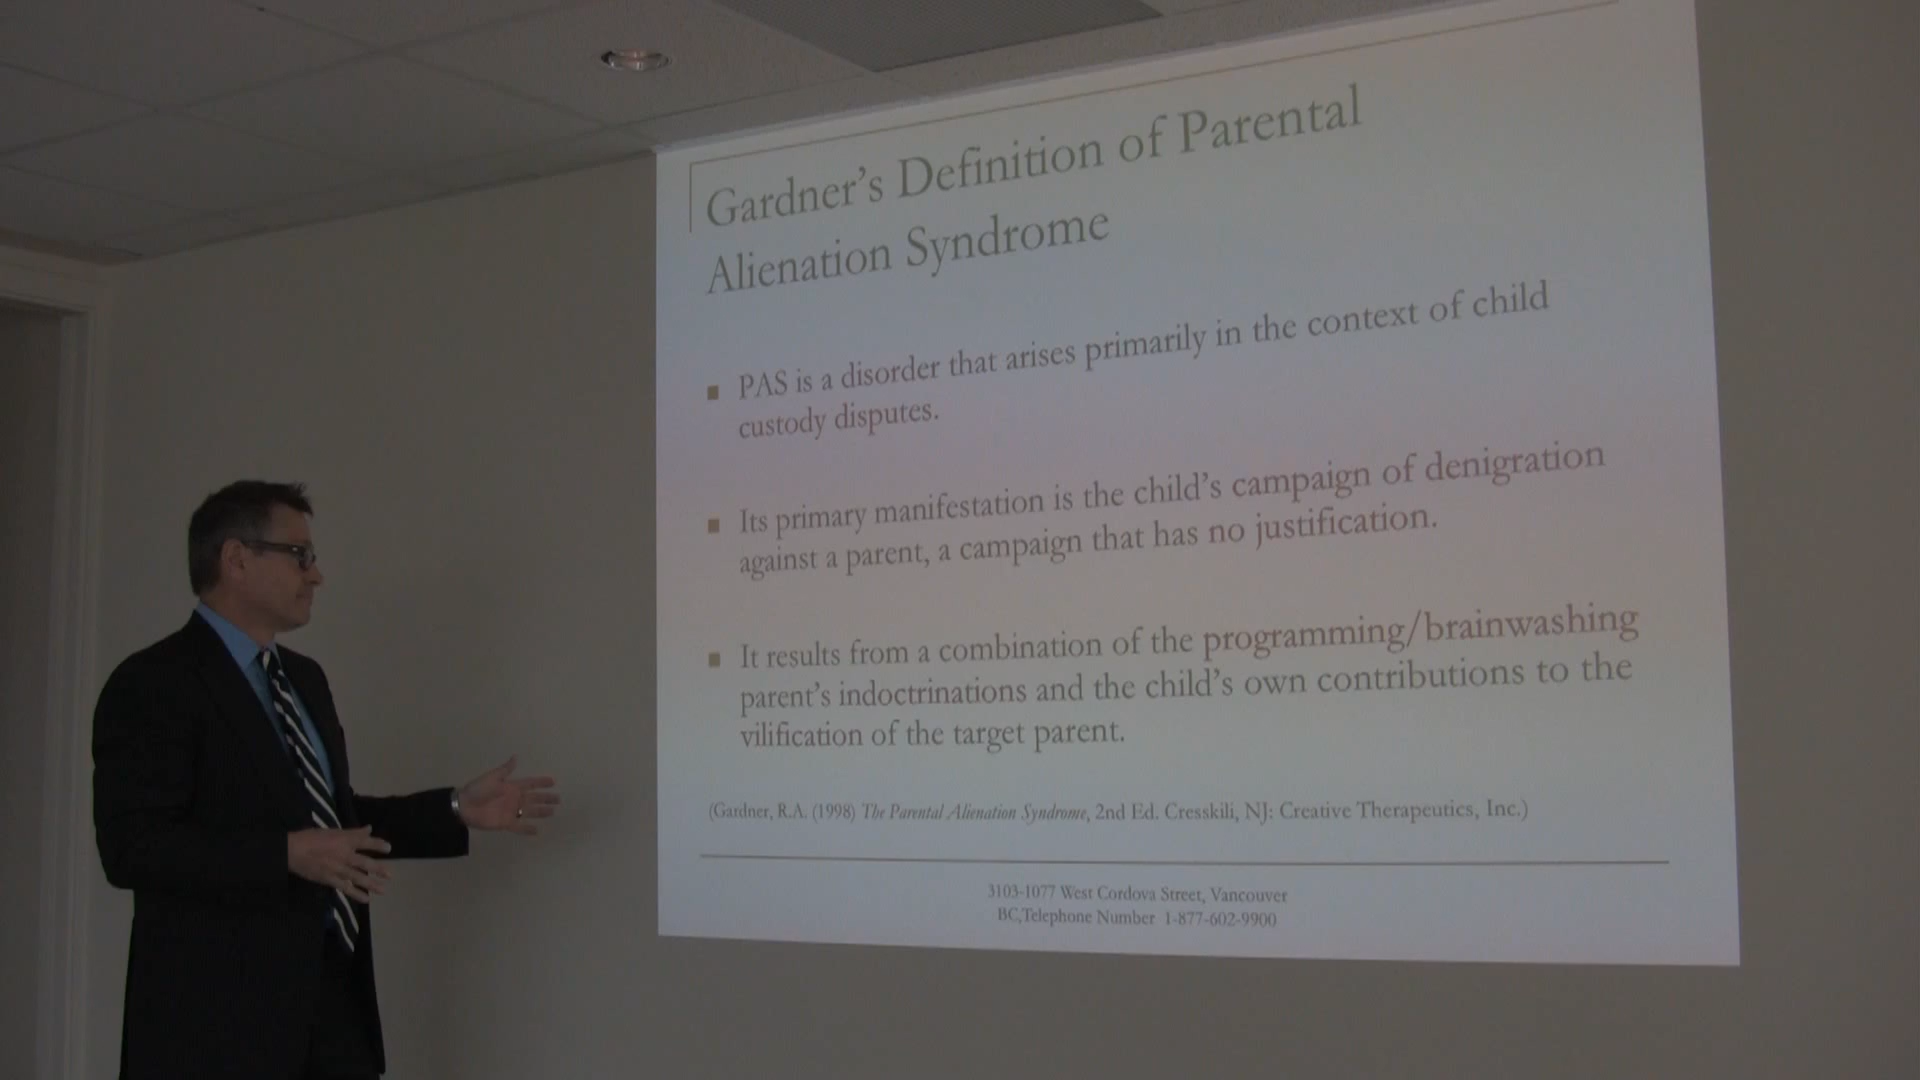 Gardner's Definition of Parental
Alienation Syndrome
■ PAS is a disorder that arises primarily in the context of child
custody disputes.
■ Its primary manifestation is the child's campaign of denigration
against a parent, a campaign that has no justification.
■ It results from a combination of the programming/brainwashing
parent's indoctrinations and the child's own contributions to the
vilification of the target parent.
(Gardner, R.A. (1998) The Parental Alienation Syndrome, 2nd Ed. Cresskili, NJ: Creative Therapeutics, Inc.)
3103-1077 West Cordova Street, Vancouver
BC,Telephone Number 1-877-602-9900